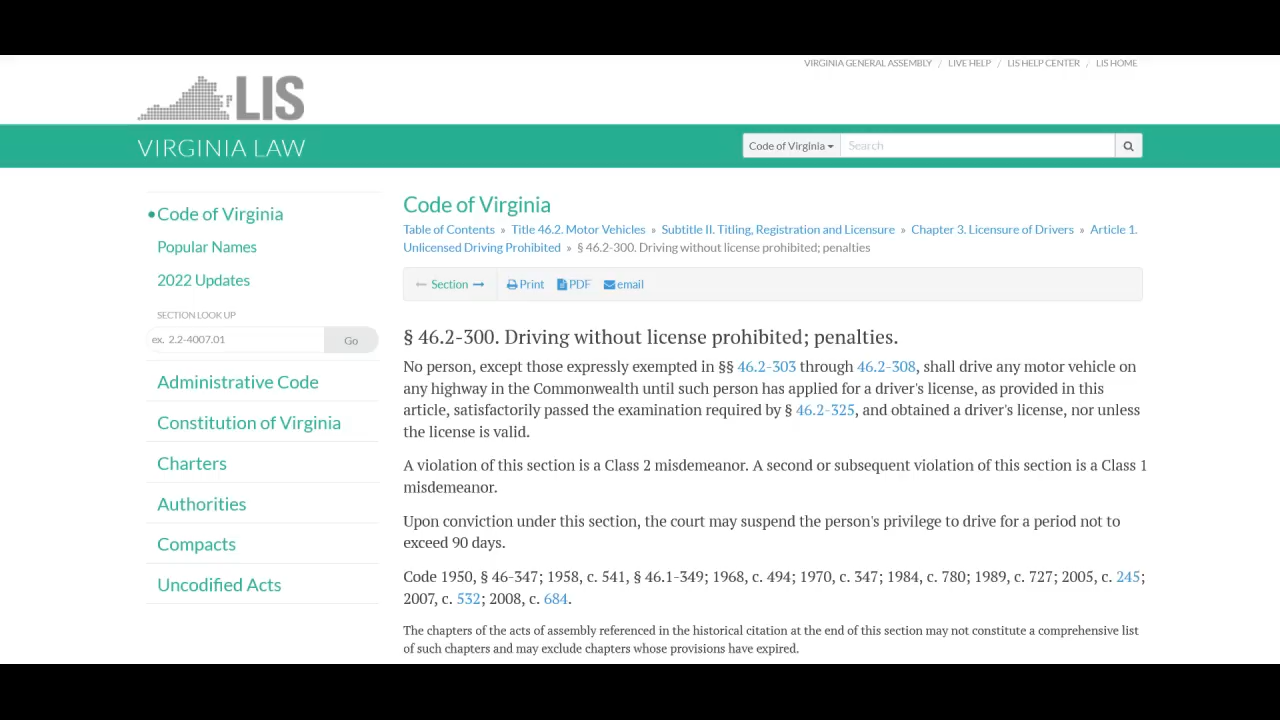 VIRGINIA GENERAL ASSEMBLY / LIVE HELP / LIS HELP CENTER / LIS HOME
LIS
VIRGINIA LAW
Code of Virginia
Search
Code of Virginia
Popular Names
2022 Updates
SECTION LOOK UP
ex. 2.2-4007.01
Go
Administrative Code
Constitution of Virginia
Charters
Authorities
Compacts
Uncodified Acts
Code of Virginia
Table of Contents » Title 46.2. Motor Vehicles » Subtitle II. Titling, Registration and Licensure » Chapter 3. Licensure of Drivers » Article 1.
Unlicensed Driving Prohibited » § 46.2-300. Driving without license prohibited; penalties
← Section → Print PDF email
§ 46.2-300. Driving without license prohibited; penalties.
No person, except those expressly exempted in §§ 46.2-303 through 46.2-308, shall drive any motor vehicle on
any highway in the Commonwealth until such person has applied for a driver's license, as provided in this
article, satisfactorily passed the examination required by § 46.2-325, and obtained a driver's license, nor unless
the license is valid.
A violation of this section is a Class 2 misdemeanor. A second or subsequent violation of this section is a Class 1
misdemeanor.
Upon conviction under this section, the court may suspend the person's privilege to drive for a period not to
exceed 90 days.
Code 1950, § 46-347; 1958, c. 541, § 46.1-349; 1968, c. 494; 1970, c. 347; 1984, c. 780; 1989, c. 727; 2005, c. 245;
2007, c. 532; 2008, c. 684.
The chapters of the acts of assembly referenced in the historical citation at the end of this section may not constitute a comprehensive list
of such chapters and may exclude chapters whose provisions have expired.